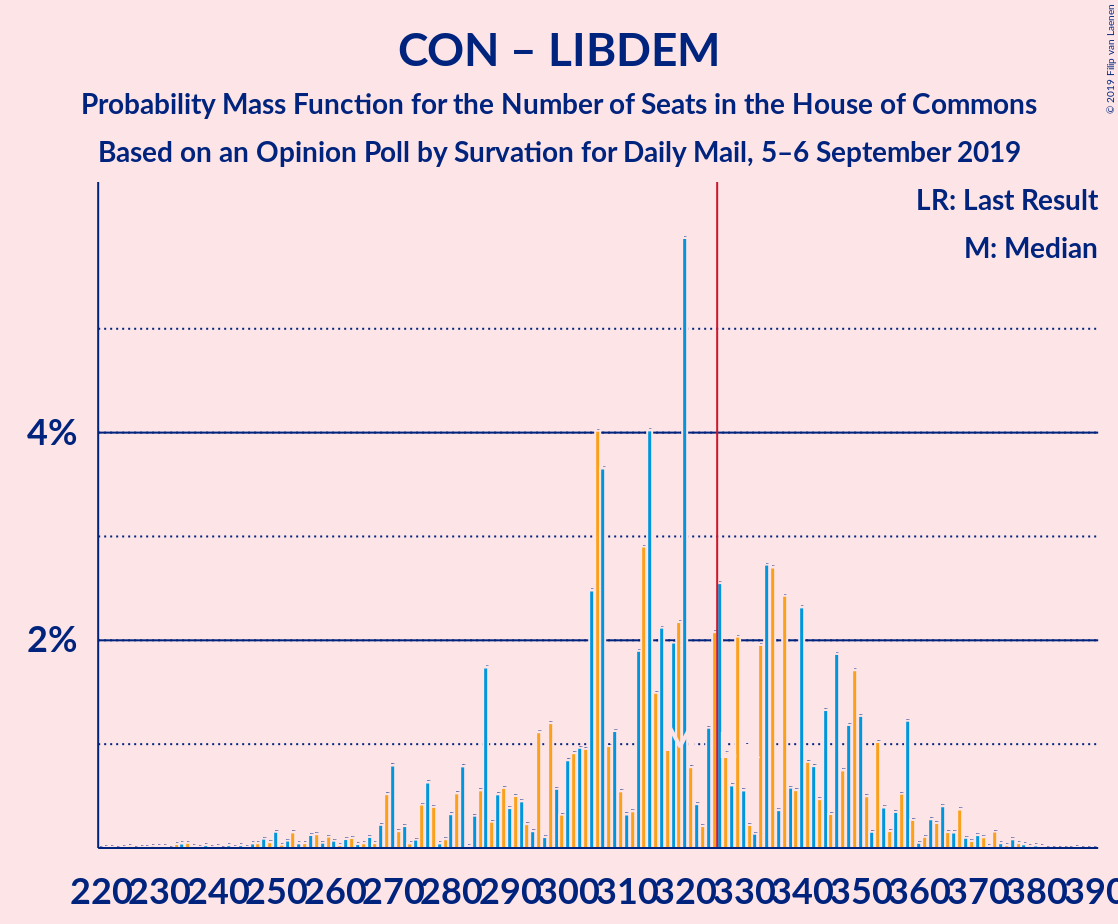 CON – LIBDEM
Probability Mass Function for the Number of Seats in the House of Commons
Based on an Opinion Poll by Survation for Daily Mail, 5–6 September 2019
© 2019 Filip van Laenen
LR: Last Result
M: Median
4%
2%
M
220 230 240 250 260 270 280 290 300 310 320 330 340 350 360 370 380 390